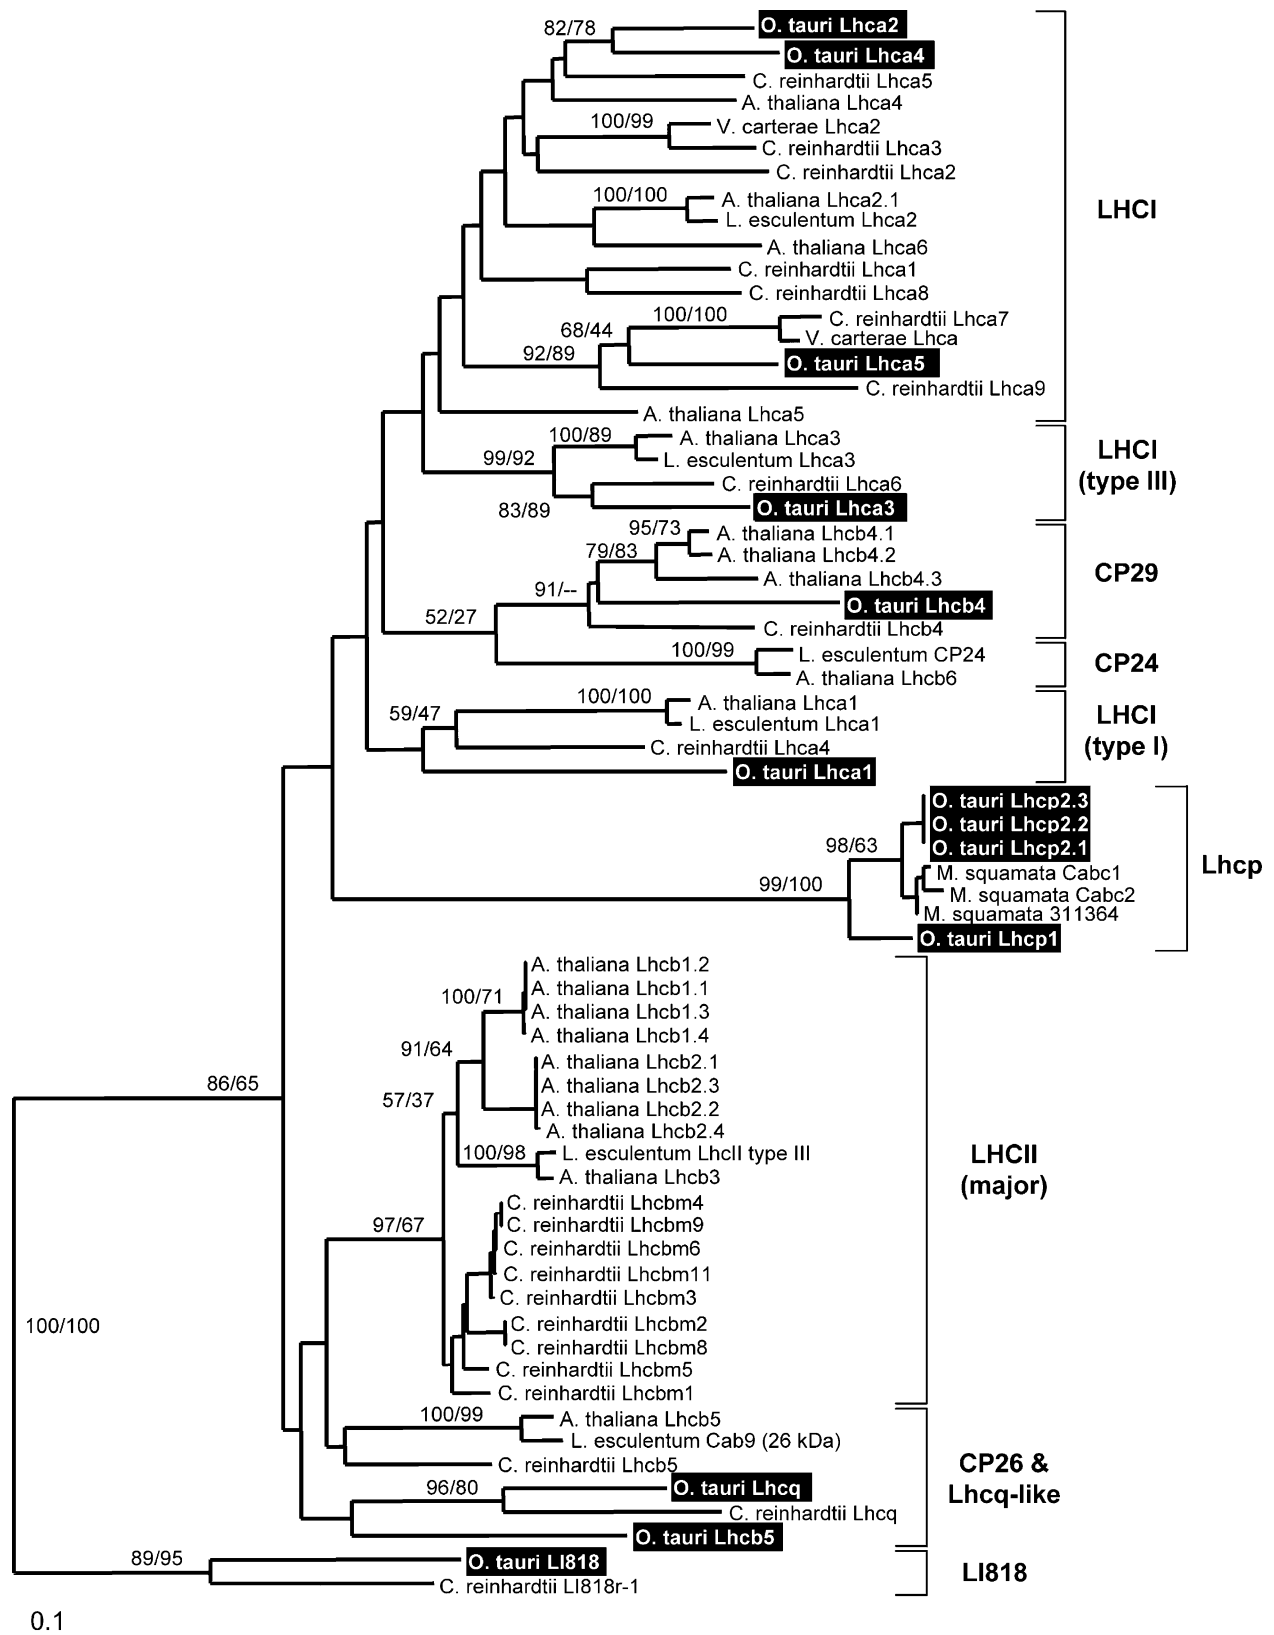 82/78
O. tauri Lhca2
O. tauri Lhca4
C. reinhardtii Lhca5
A. thaliana Lhca4
100/99
V. carterae Lhca2
C. reinhardtii Lhca3
C. reinhardtii Lhca2
100/100
A. thaliana Lhca2.1
L. esculentum Lhca2
LHCI
A. thaliana Lhca6
C. reinhardtii Lhca1
C. reinhardtii Lhca8
100/100
C. reinhardtii Lhca7
68/44
V. carterae Lhca
92/89
O. tauri Lhca5
C. reinhardtii Lhca9
A. thaliana Lhca5
100/89
A. thaliana Lhca3
99/92
L. esculentum Lhca3
LHCI
(type III)
C. reinhardtii Lhca6
83/89
O. tauri Lhca3
95/73
A. thaliana Lhcb4.1
79/83
A. thaliana Lhcb4.2
A. thaliana Lhcb4.3
CP29
91/--
O. tauri Lhcb4
52/27
C. reinhardtii Lhcb4
100/99
L. esculentum CP24
A. thaliana Lhcb6
CP24
100/100
A. thaliana Lhca1
59/47
L. esculentum Lhca1
LHCI
(type I)
C. reinhardtii Lhca4
O. tauri Lhca1
O. tauri Lhcp2.3
O. tauri Lhcp2.2
98/63
O. tauri Lhcp2.1
Lhcp
M. squamata Cabc1
99/100
M. squamata Cabc2
M. squamata 311364
O. tauri Lhcp1
A. thaliana Lhcb1.2
100/71
A. thaliana Lhcb1.1
A. thaliana Lhcb1.3
A. thaliana Lhcb1.4
91/64
A. thaliana Lhcb2.1
86/65
A. thaliana Lhcb2.3
57/37
A. thaliana Lhcb2.2
A. thaliana Lhcb2.4
100/98
L. esculentum LhcII type III
LHCII
(major)
A. thaliana Lhcb3
C. reinhardtii Lhcbm4
97/67
C. reinhardtii Lhcbm9
C. reinhardtii Lhcbm6
C. reinhardtii Lhcbm11
C. reinhardtii Lhcbm3
100/100
C. reinhardtii Lhcbm2
C. reinhardtii Lhcbm8
C. reinhardtii Lhcbm5
C. reinhardtii Lhcbm1
100/99
A. thaliana Lhcb5
L. esculentum Cab9 (26 kDa)
C. reinhardtii Lhcb5
CP26 &
Lhcq-like
96/80
O. tauri Lhcq
C. reinhardtii Lhcq
O. tauri Lhcb5
89/95
O. tauri LI818
C. reinhardtii LI818r-1
LI818
0.1